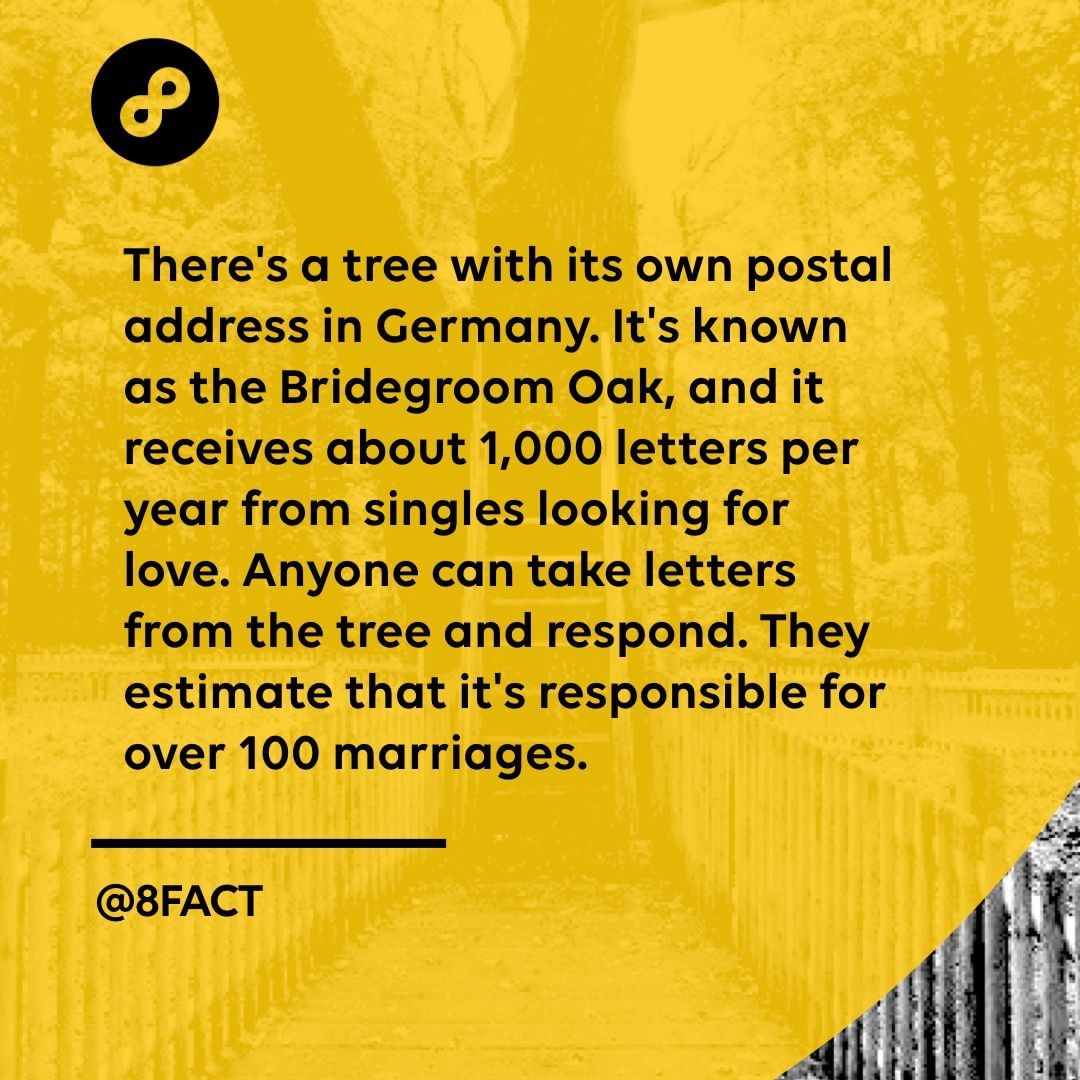 There's a tree with its own postal
address in Germany. It's known
as the Bridegroom Oak, and it
receives about 1,000 letters per
year from singles looking for
love. Anyone can take letters
from the tree and respond. They
estimate that it's responsible for
over 100 marriages.
@8FACT